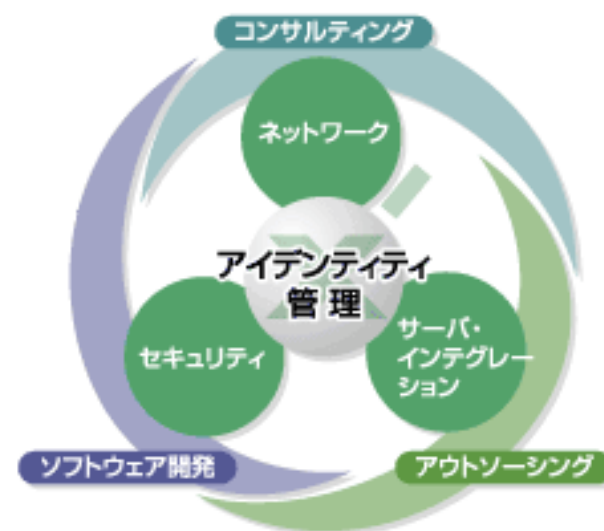 コンサルティング
ネットワーク
アイデンティティ
管理
セキュリティ
サーバ・
インテグレー
ション
ソフトウェア開発
アウトソーシング